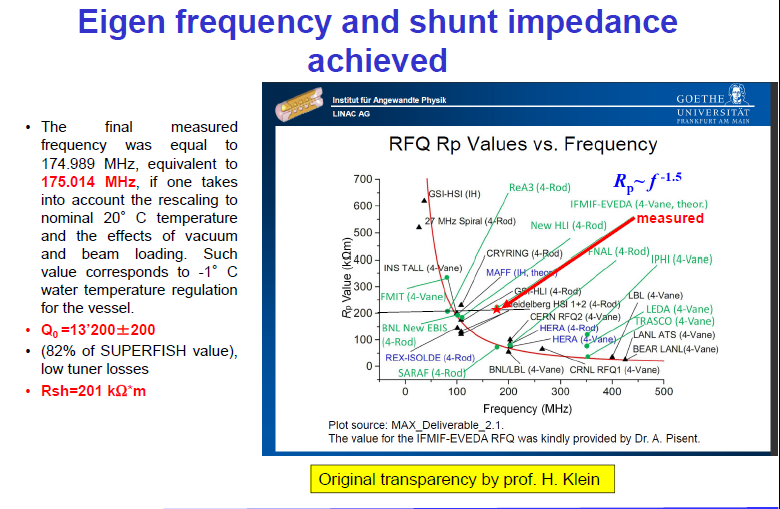 Eigen frequency and shunt impedance
achieved
• The final measured
frequency was equal to
174.989 MHz, equivalent to
175.014 MHz, if one takes
into account the rescaling to
nominal 20° C temperature
and the effects of vacuum
and beam loading. Such
value corresponds to -1° C
water temperature regulation
for the vessel.
• Q₀ =13'200±200
• (82% of SUPERFISH value),
low tuner losses
• Rsh=201 kΩ*m
Institut für Angewandte Physik
LINAC AG
GOETHE
UNIVERSITÄT
FRANKFURT AM MAIN
RFQ Rp Values vs. Frequency
Rp~ f -1.5
700
600
500
400
300
200
100
0
Rp Value (kΩm)
GSI-HSI (IH)
ReA3 (4-Rod)
IFMIF-EVEDA (4-Vane, theor.)
measured
27 MHz Spiral (4-Rod)
New HLI (4-Rod)
CRYRING (4-Rod)
FNAL (4-Rod)
IPHI (4-Vane)
INS TALL (4-Vane)
MAFF (IH, theor)
GSI-HLI (4-Rod)
FMIT (4-Vane)
Heidelberg HSI 1+2 (4-Rod)
LBL (4-Vane)
CERN RFQ2 (4-Vane)
LEDA (4-Vane)
TRASCO (4-Vane)
BNL New EBIS
(4-Rod)
HERA (4-Rod)
HERA (4-Vane)
LANL ATS (4-Vane)
BEAR LANL(4-Vane)
REX-ISOLDE (4-Rod)
SARAF (4-Rod)
BNL/LBL (4-Vane)
CRNL RFQ1 (4-Vane)
0 100 200 300 400 500
Frequency (MHz)
Plot source: MAX_Deliverable_2.1.
The value for the IFMIF-EVEDA RFQ was kindly provided by Dr. A. Pisent.
Original transparency by prof. H. Klein